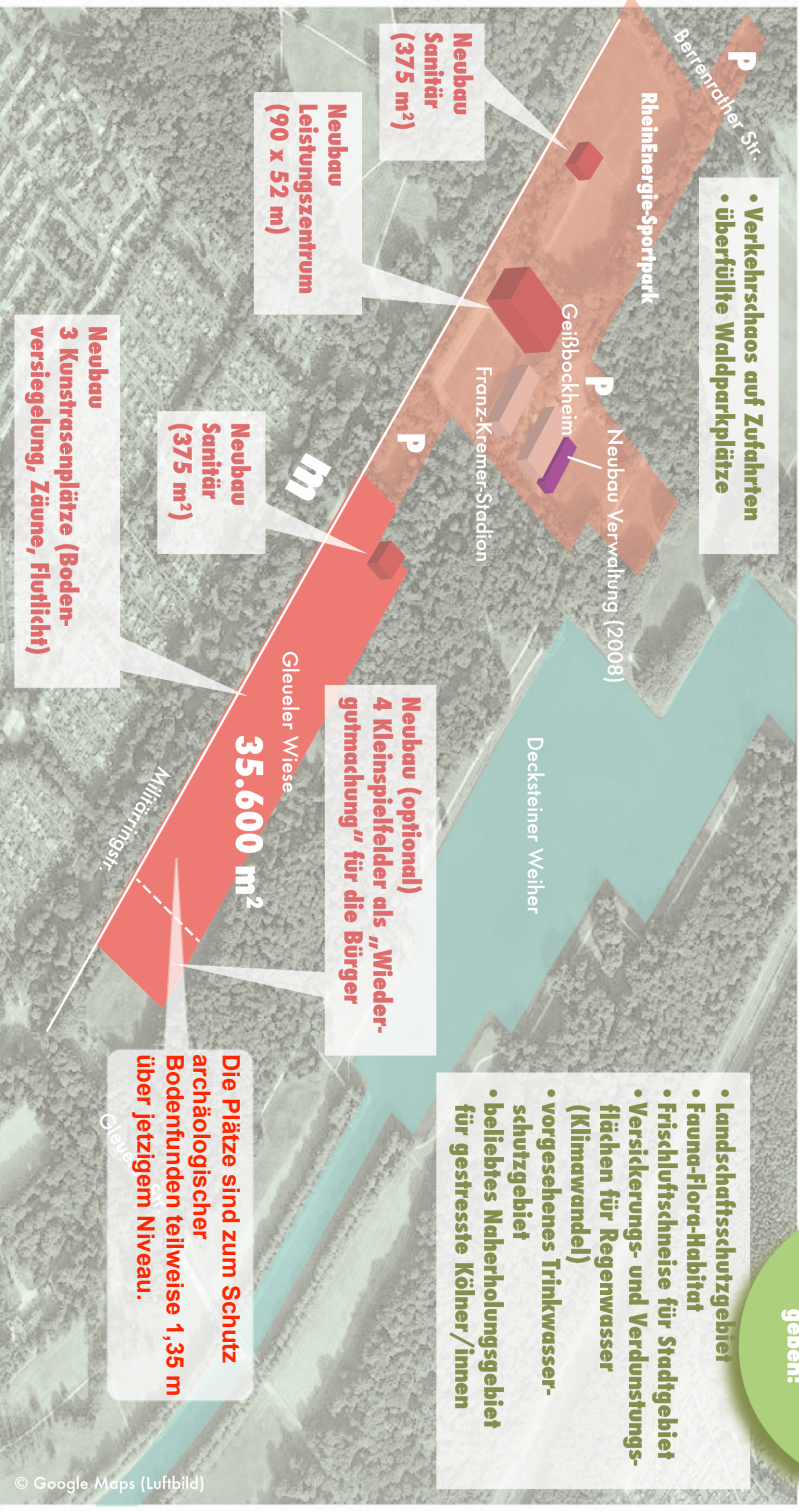 P
Berrenrather Str.
RheinEnergie-Sportpark
Neubau
Sanitär
(375 m²)
Neubau
Leistungszentrum
(90 x 52 m)
• Verkehrschaos auf Zufahrten
• überfüllte Waldparkplätze
Geißbockheim
P
Franz-Kremer-Stadion
Neubau Verwaltung (2008)
P
m
Neubau
Sanitär
(375 m²)
Neubau
3 Kunstrasenplätze (Boden-
versiegelung, Zäune, Flutlicht)
Gleueler Wiese
35.600 m²
Militärringstr.
Neubau (optional)
4 Kleinspielfelder als „Wieder-
gutmachung“ für die Bürger
Decksteiner Weiher
Die Plätze sind zum Schutz
archäologischer
Bodenfunden teilweise 1,35 m
über jetzigem Niveau.
• Landschaftsschutzgebiet
• Fauna-Flora-Habitat
• Frischluftschneise für Stadtgebiet
• Versickerungs- und Verdunstungs-
flächen für Regenwasser
(Klimawandel)
• vorgesehenes Trinkwasser-
schutzgebiet
• beliebtes Naherholungsgebiet
für gestresste Kölner/innen
geben!
© Google Maps (Luftbild)